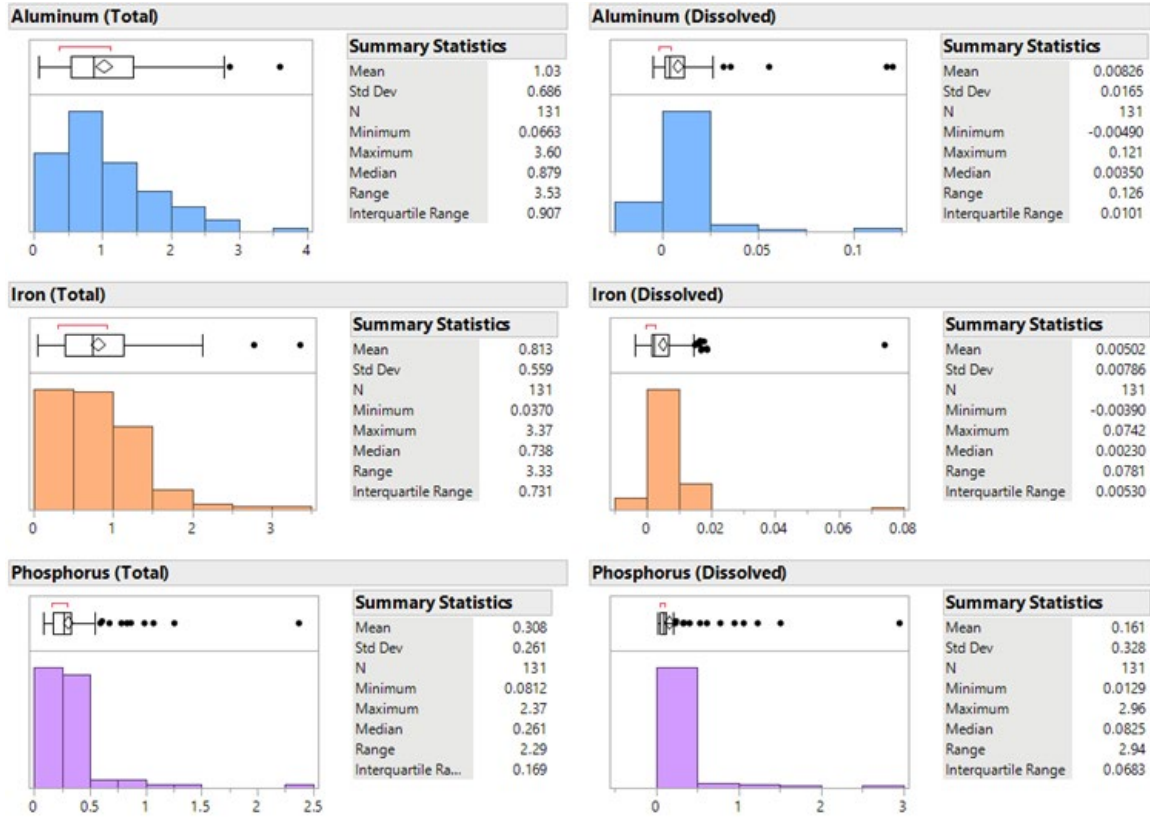 Aluminum (Total)
Summary Statistics
Mean 1.03
Std Dev 0.686
N 131
Minimum 0.0663
Maximum 3.60
Median 0.879
Range 3.53
Interquartile Range 0.907
0 1 2 3 4
Aluminum (Dissolved)
Summary Statistics
Mean 0.00826
Std Dev 0.0165
N 131
Minimum -0.00490
Maximum 0.121
Median 0.00350
Range 0.126
Interquartile Range 0.0101
0 0.05 0.1
Iron (Total)
Summary Statistics
Mean 0.813
Std Dev 0.559
N 131
Minimum 0.0370
Maximum 3.37
Median 0.738
Range 3.33
Interquartile Range 0.731
0 1 2 3
Iron (Dissolved)
Summary Statistics
Mean 0.00502
Std Dev 0.00786
N 131
Minimum -0.00390
Maximum 0.0742
Median 0.00230
Range 0.0781
Interquartile Range 0.00530
0 0.02 0.04 0.06 0.08
Phosphorus (Total)
Summary Statistics
Mean 0.308
Std Dev 0.261
N 131
Minimum 0.0812
Maximum 2.37
Median 0.261
Range 2.29
Interquartile Ra... 0.169
0 0.5 1 1.5 2 2.5
Phosphorus (Dissolved)
Summary Statistics
Mean 0.161
Std Dev 0.328
N 131
Minimum 0.0129
Maximum 2.96
Median 0.0825
Range 2.94
Interquartile Range 0.0683
0 1 2 3